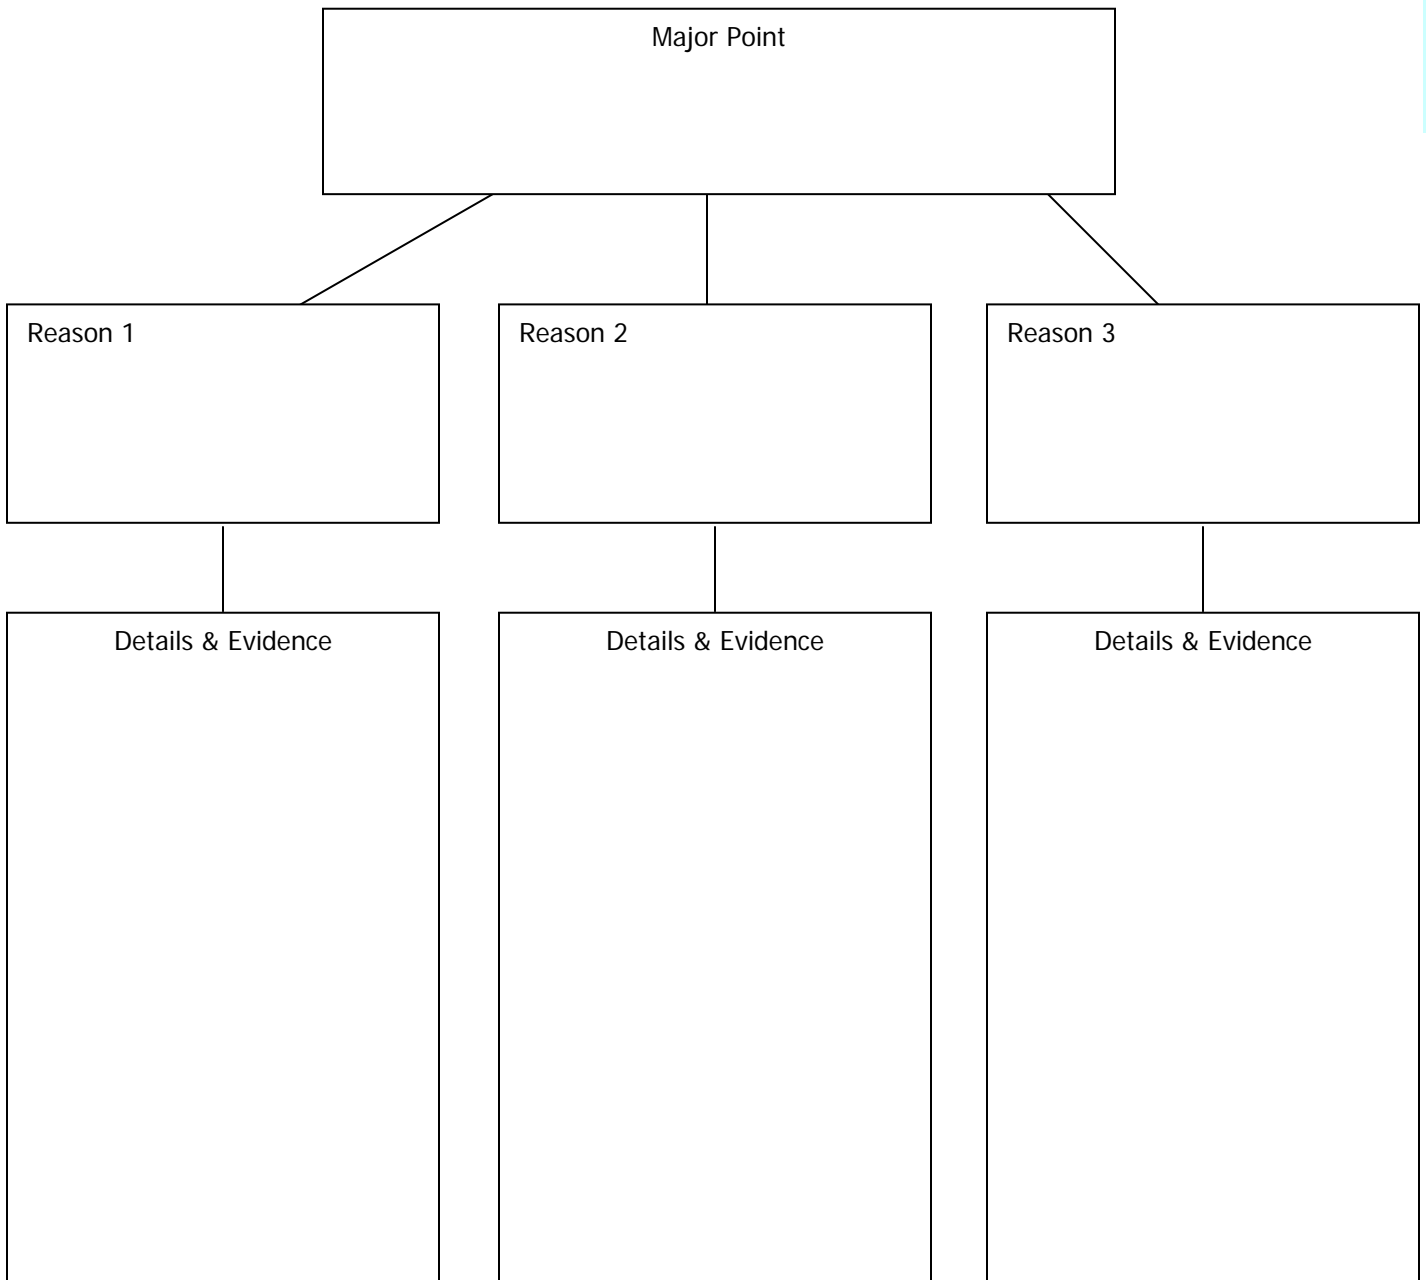 Major Point
Reason 1
Reason 2
Reason 3
Details & Evidence
Details & Evidence
Details & Evidence